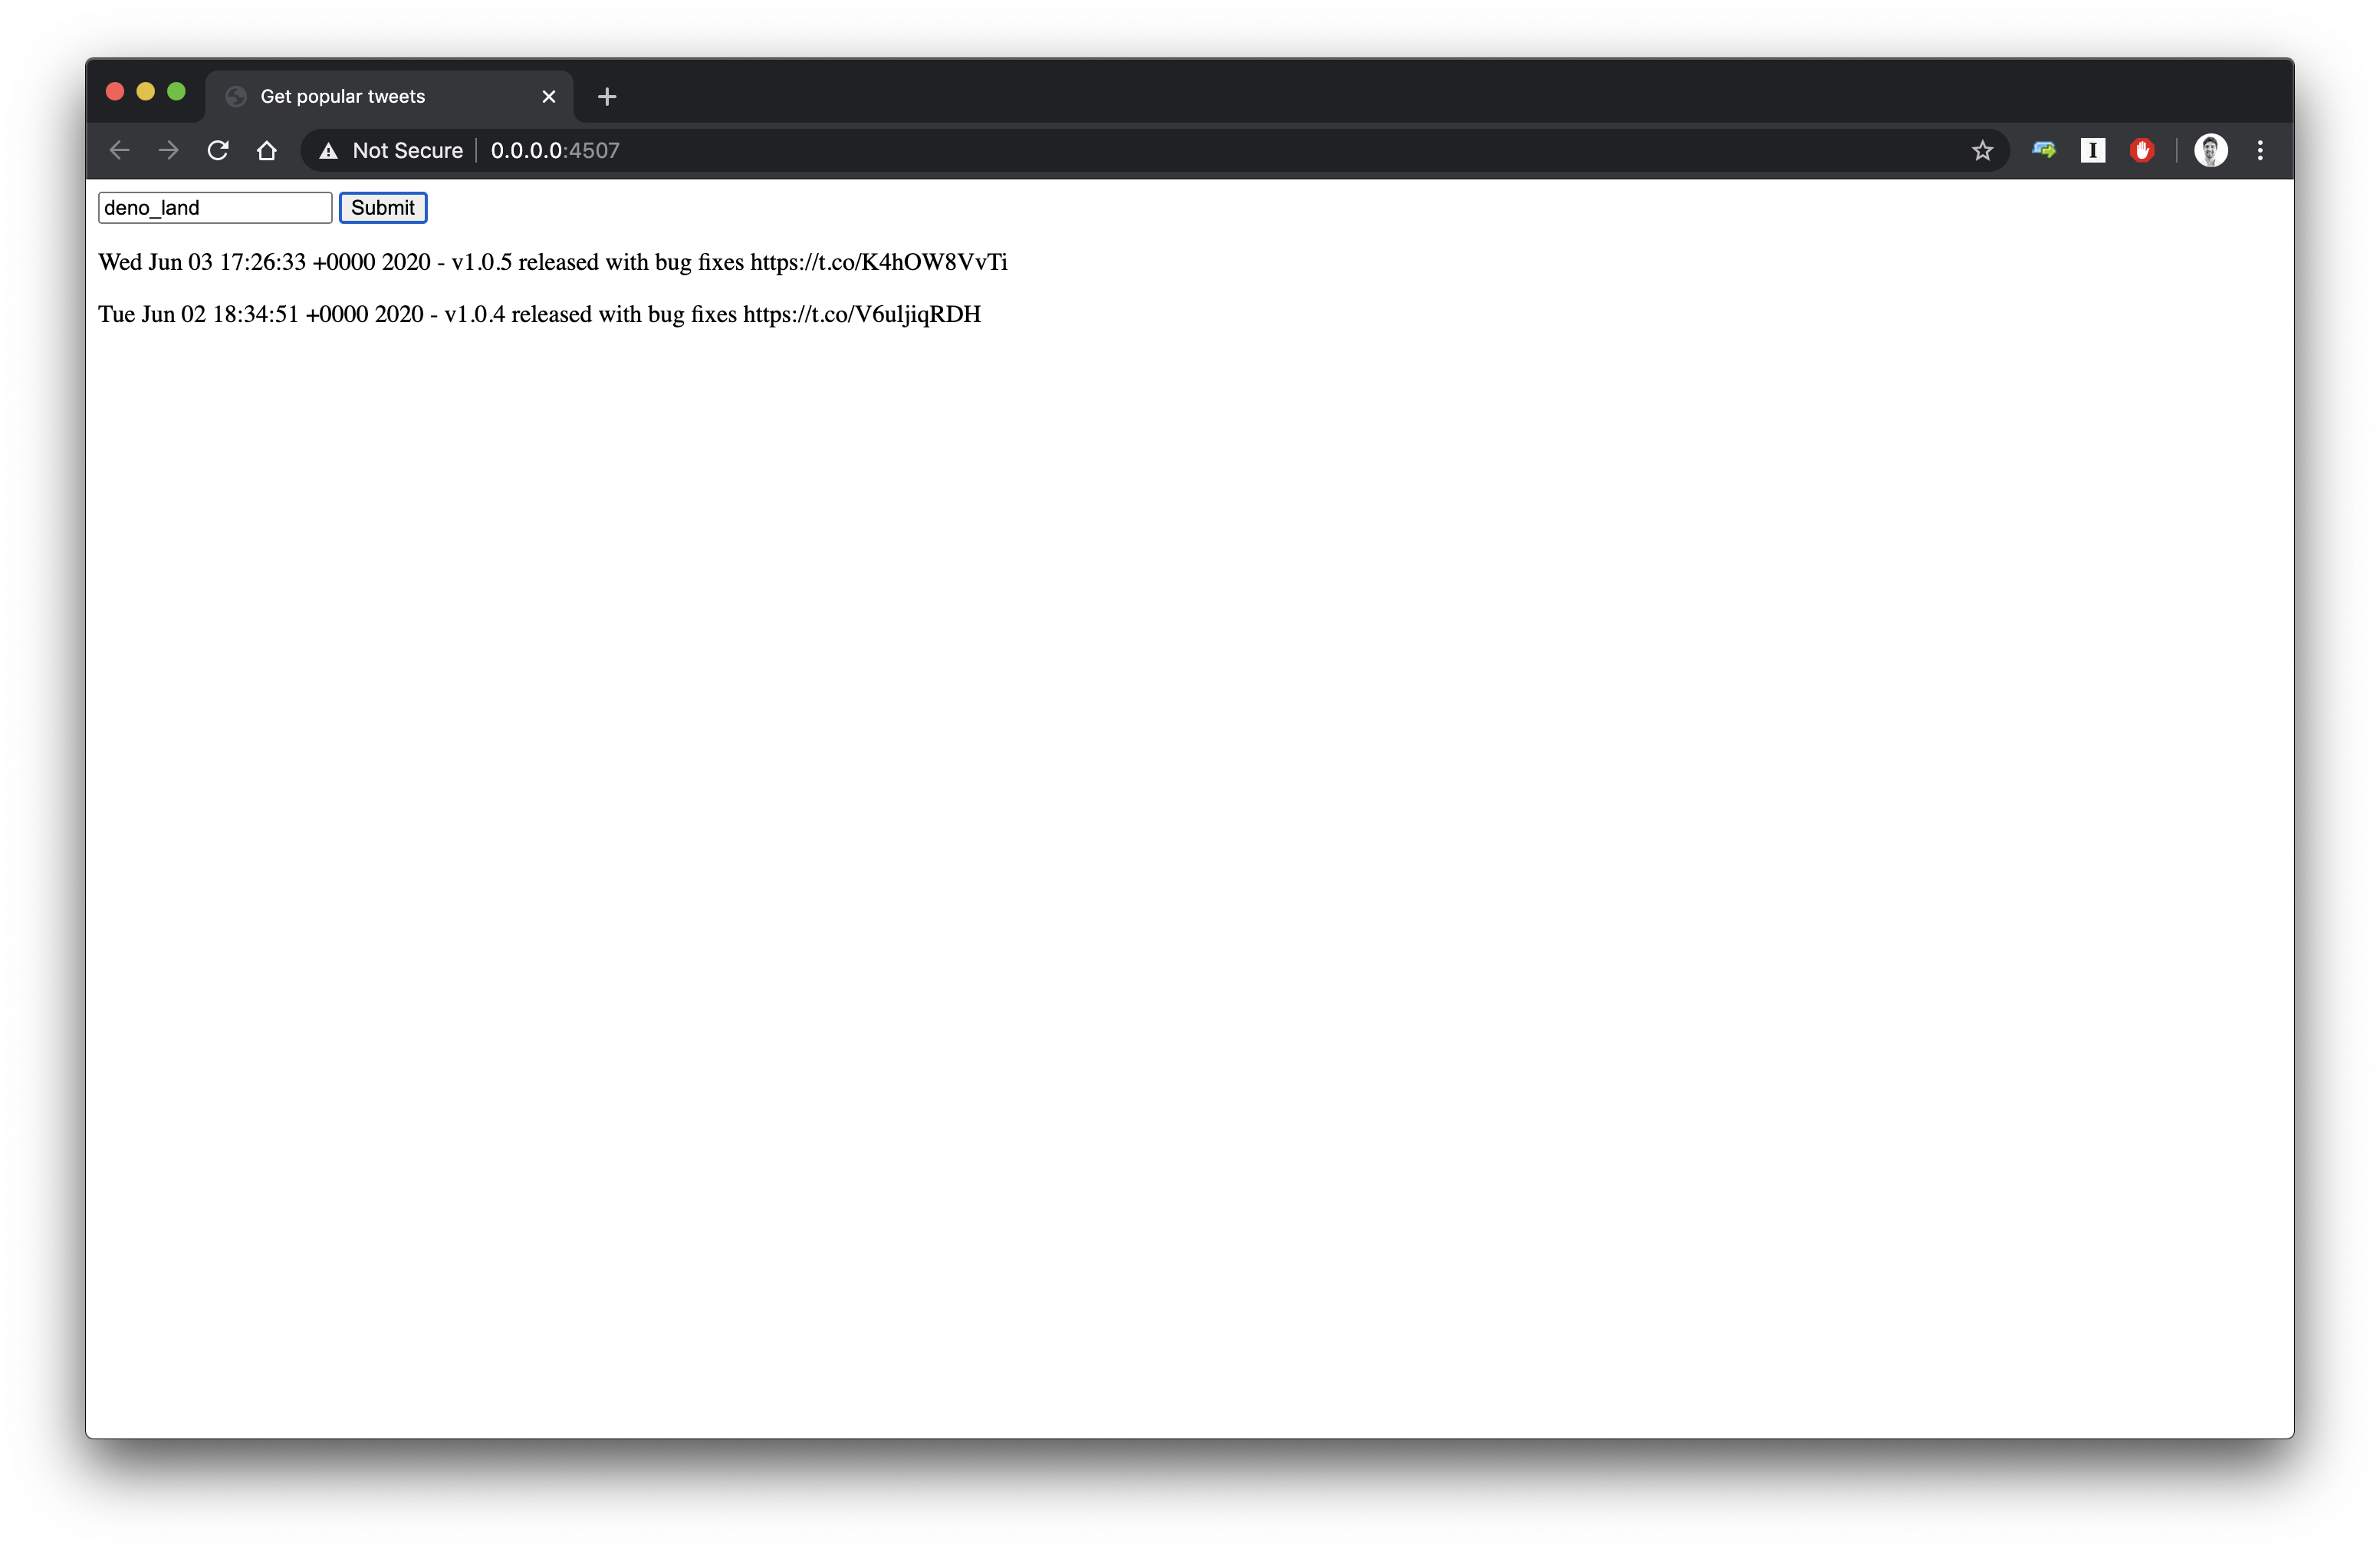 Get popular tweets
Not Secure 0.0.0.0:4507
I
deno_land Submit
Wed Jun 03 17:26:33 +0000 2020 - v1.0.5 released with bug fixes https://t.co/K4hOW8VvTi
Tue Jun 02 18:34:51 +0000 2020 - v1.0.4 released with bug fixes https://t.co/V6uljiqRDH